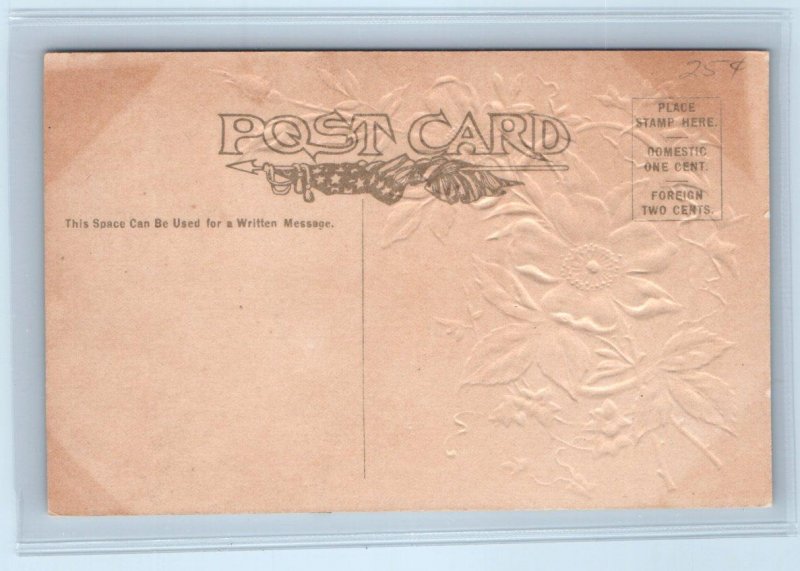 25¢
POST CARD
PLACE
STAMP HERE.
DOMESTIC
ONE CENT.
FOREIGN
TWO CENTS.
This Space Can Be Used for a Written Message.